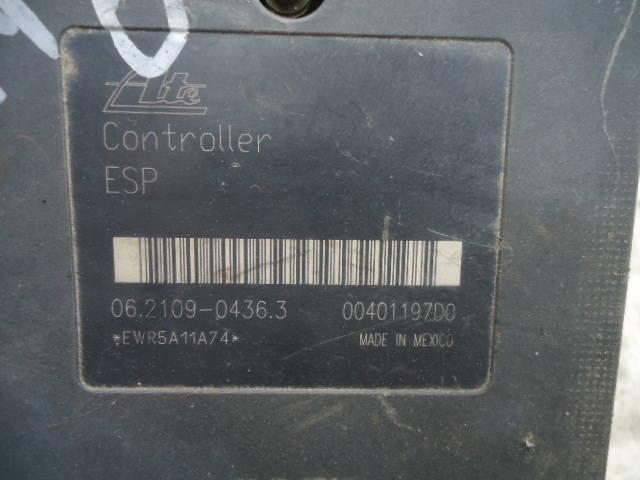 Ate
Controller
ESP
06.2109-0436.3 00401197D0
*EWR5A11A74* MADE IN MEXICO